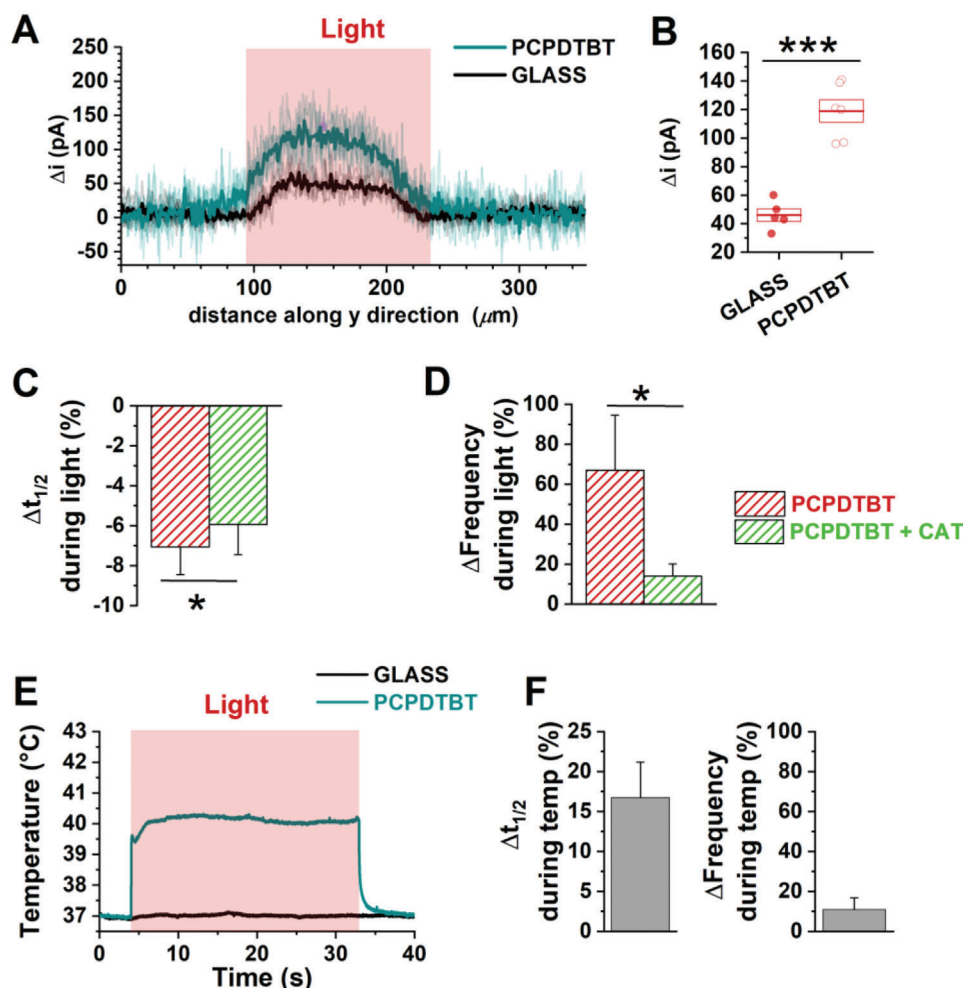 A
Light
PCPDTBT
GLASS
250
200
150
100
50
0
-50
Δi (pA)
0
100
200
300
distance along y direction (μm)
B
***
160
140
120
100
80
60
40
20
Δi (pA)
GLASS
PCPDTBT
C
0
-2
-4
-6
-8
-10
Δt1/2
during light (%)
*
D
*
100
80
60
40
20
0
ΔFrequency
during light (%)
PCPDTBT
PCPDTBT + CAT
E
GLASS
PCPDTBT
Light
43
42
41
40
39
38
37
Temperature (°C)
0
10
20
30
40
Time (s)
F
25
20
15
10
5
0
Δt1/2
during temp (%)
100
80
60
40
20
0
ΔFrequency
during temp (%)